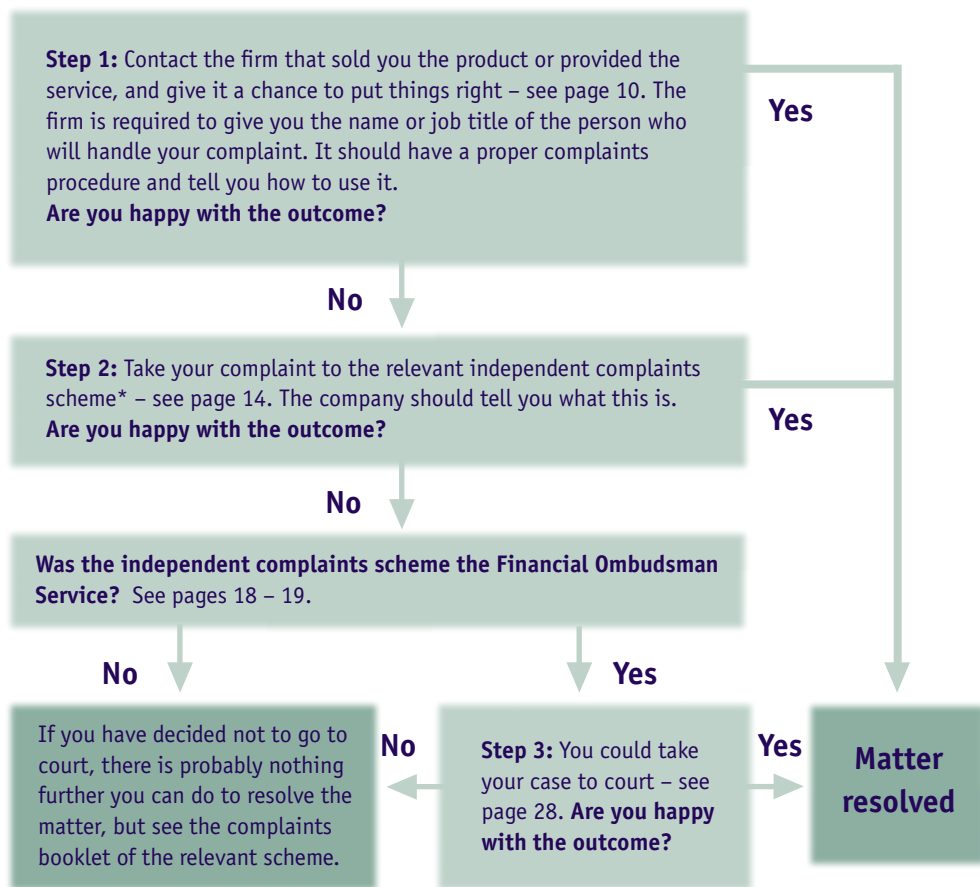 Step 1: Contact the firm that sold you the product or provided the
service, and give it a chance to put things right – see page 10. The
firm is required to give you the name or job title of the person who
will handle your complaint. It should have a proper complaints
procedure and tell you how to use it.
Are you happy with the outcome?
Yes
No
Step 2: Take your complaint to the relevant independent complaints
scheme* – see page 14. The company should tell you what this is.
Are you happy with the outcome?
Yes
No
Was the independent complaints scheme the Financial Ombudsman
Service? See pages 18 – 19.
No
Yes
If you have decided not to go to
court, there is probably nothing
further you can do to resolve the
matter, but see the complaints
booklet of the relevant scheme.
No
Step 3: You could take
your case to court – see
page 28. Are you happy
with the outcome?
Yes
Matter
resolved